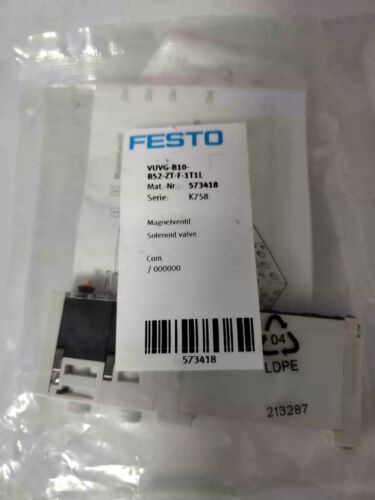 FESTO
VUVG-B10-
B52-ZT-F-1T1L
Mat.-Nr.: 573418
Serie: K758
Magnetventil
Solenoid valve
Com
/ 000000
573418
04
LDPE
213287